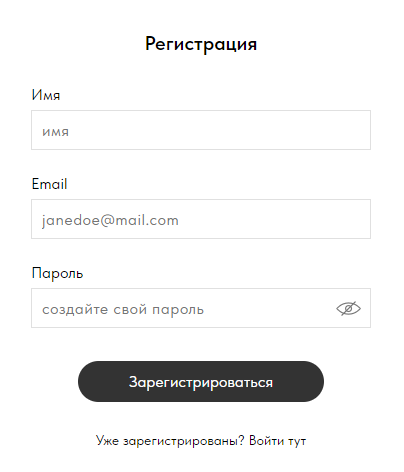 Регистрация
Имя
имя
Email
janedoe@mail.com
Пароль
создайте свой пароль
Зарегистрироваться
Уже зарегистрированы? Войти тут